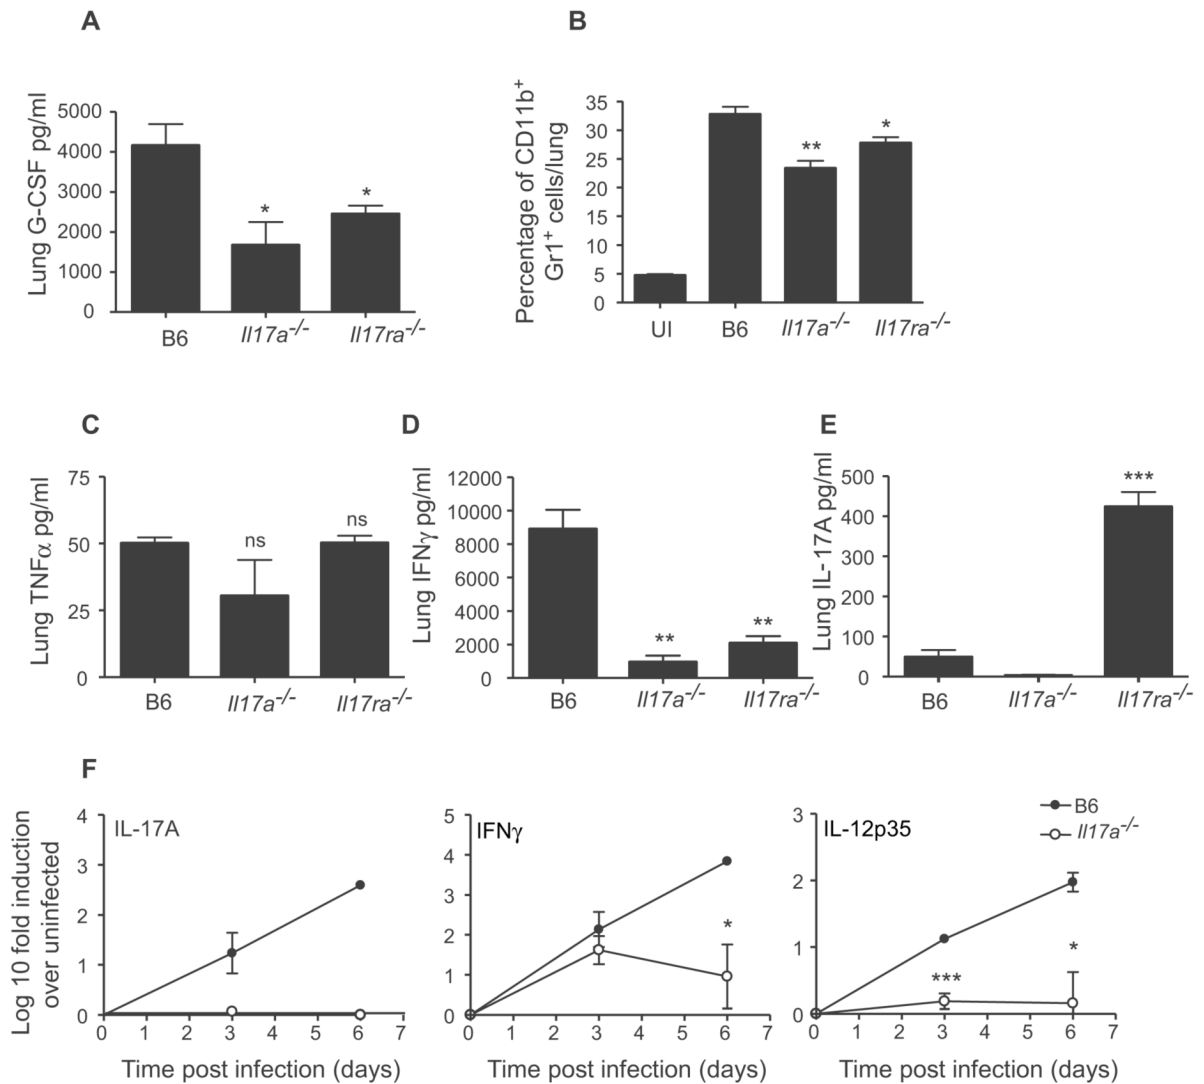 A
Lung G-CSF pg/ml
5000
4000
3000
2000
1000
0
*
*
B6
Il17a-/-
Il17ra-/-
B
Percentage of CD11b+
Gr1+ cells/lung
35
30
25
20
15
10
5
0
**
*
UI
B6
Il17a-/-
Il17ra-/-
C
Lung TNFα pg/ml
75
50
25
0
ns
ns
B6
Il17a-/-
Il17ra-/-
D
Lung IFNγ pg/ml
12000
10000
8000
6000
4000
2000
0
**
**
B6
Il17a-/-
Il17ra-/-
E
Lung IL-17A pg/ml
500
400
300
200
100
0
***
B6
Il17a-/-
Il17ra-/-
F
Log 10 fold induction
over uninfected
IL-17A
4
3
2
1
0
0 1 2 3 4 5 6 7
Time post infection (days)
IFNγ
5
4
3
2
1
0
*
0 1 2 3 4 5 6 7
Time post infection (days)
IL-12p35
3
2
1
0
***
*
0 1 2 3 4 5 6 7
Time post infection (days)
B6
Il17a-/-